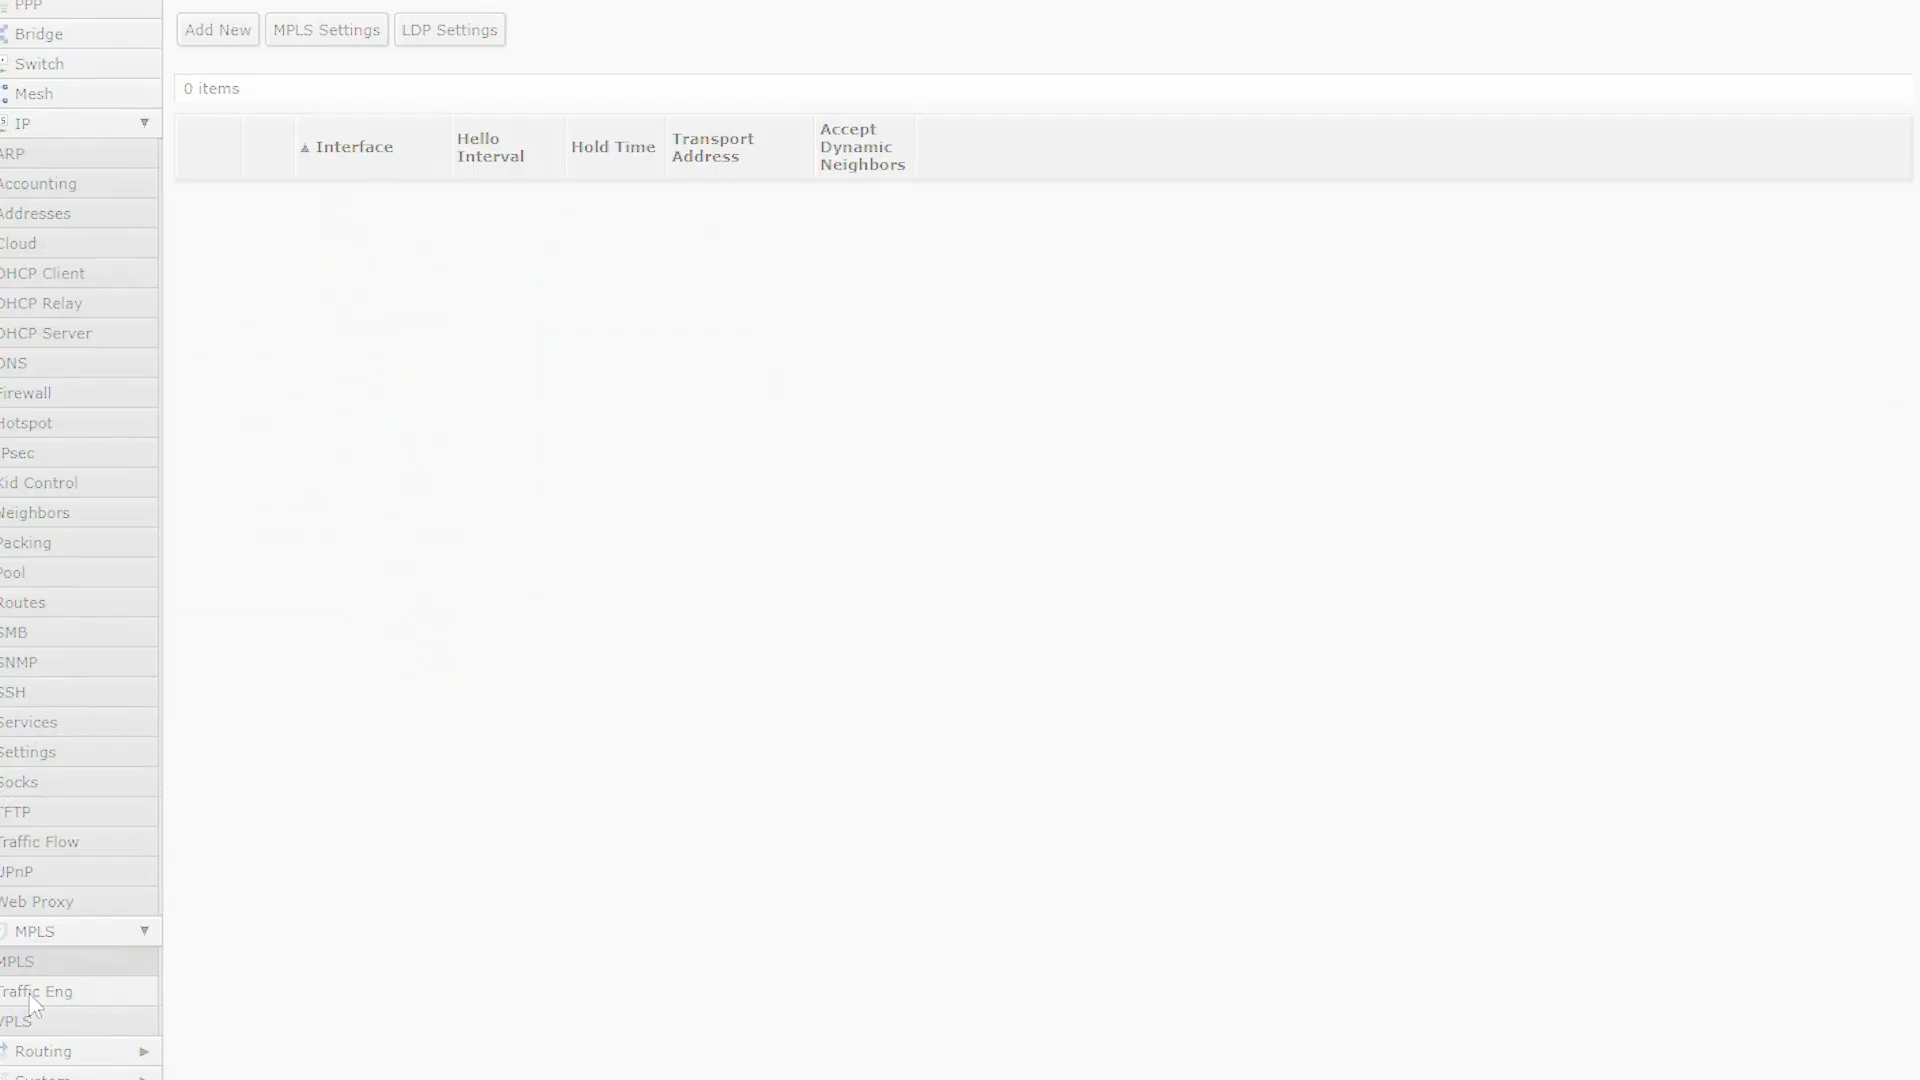 PPP
Bridge
Switch
Mesh
IP
ARP
Accounting
Addresses
Cloud
DHCP Client
DHCP Relay
DHCP Server
DNS
Firewall
Hotspot
IPsec
Kid Control
Neighbors
Packing
Pool
Routes
SMB
SNMP
SSH
Services
Settings
Socks
TFTP
Traffic Flow
UPnP
Web Proxy
MPLS
MPLS
Traffic Eng
VPLS
Routing
System
Add New MPLS Settings LDP Settings
0 items
Interface
Hello
Interval
Hold Time
Transport
Address
Accept
Dynamic
Neighbors